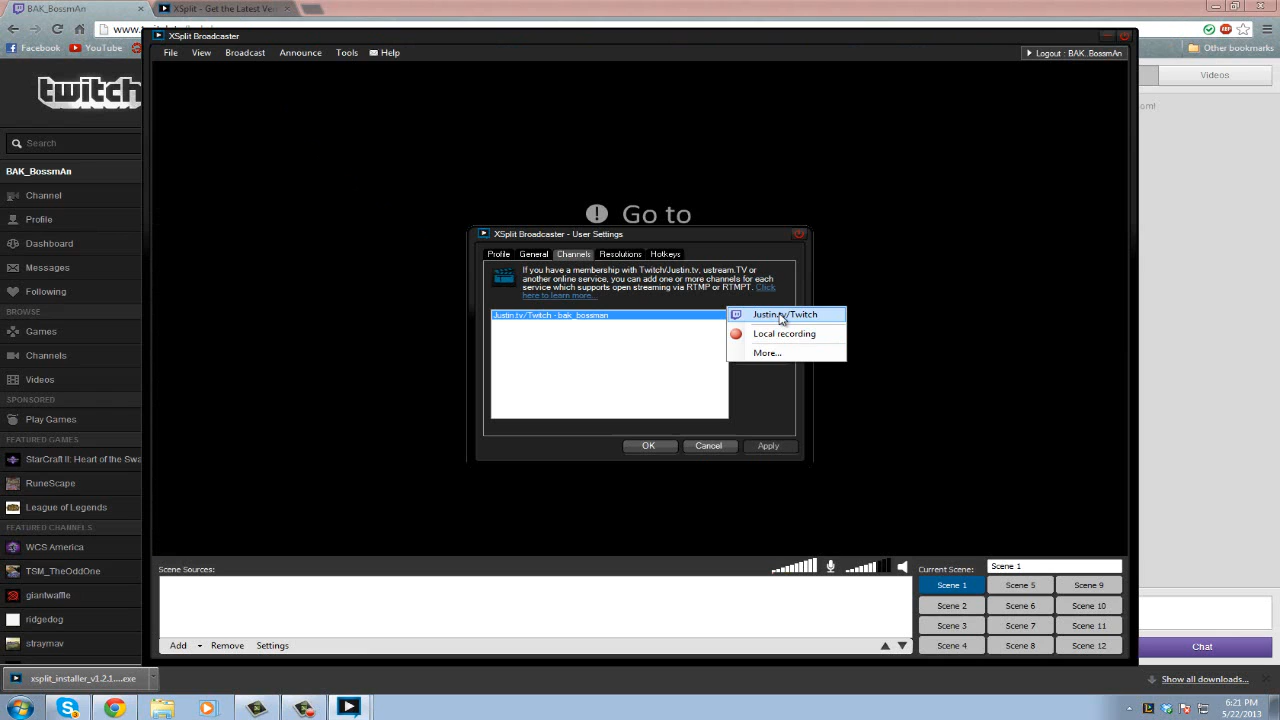 BAK_BossmAn
XSplit - Get the Latest Ve
www.
Facebook
YouTube
Other bookmarks
XSplit Broadcaster
File View Broadcast Announce Tools Help
Logout : BAK_BossmAn
twitch
Search
BAK_BossmAn
Channel
Profile
Dashboard
Messages
Following
BROWSE
Games
Channels
Videos
SPONSORED
Play Games
FEATURED GAMES
StarCraft II: Heart of the Swa
RuneScape
League of Legends
FEATURED CHANNELS
WCS America
TSM_TheOddOne
giantwaffle
ridgedog
straymav
Videos
om!
Chat
! Go to
XSplit Broadcaster - User Settings
Profile General Channels Resolutions Hotkeys
If you have a membership with Twitch/Justin.tv, ustream.TV or
another online service, you can add one or more channels for each
service which supports open streaming via RTMP or RTMPT. Click
here to learn more...
Justin.tv/Twitch - bak_bossman
Justin.tv/Twitch
Local recording
More...
OK Cancel Apply
Scene Sources:
Add Remove Settings
Current Scene: Scene 1
Scene 1 Scene 5 Scene 9
Scene 2 Scene 6 Scene 10
Scene 3 Scene 7 Scene 11
Scene 4 Scene 8 Scene 12
xsplit_installer_v1.2.1....exe
Show all downloads...
6:21 PM
5/22/2013